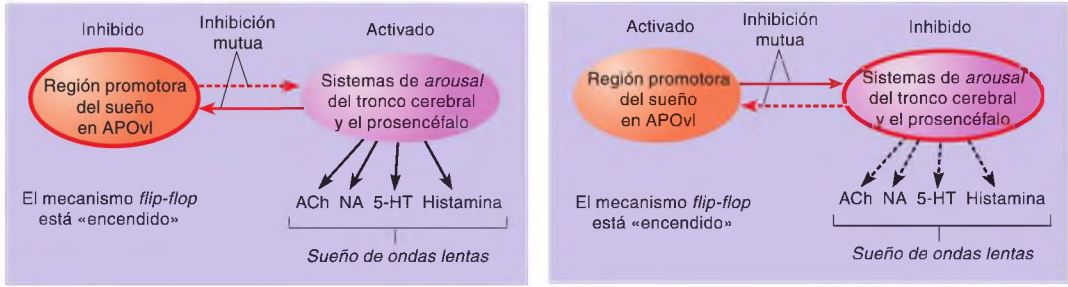 Inhibido
Inhibición
mutua
Activado
Región promotora
del sueño
en APOvl
Sistemas de arousal
del tronco cerebral
y el prosencéfalo
El mecanismo flip-flop
está «encendido»
ACh NA 5-HT Histamina
Sueño de ondas lentas
Activado
Inhibición
mutua
Inhibido
Región promotora
del sueño
en APOvl
Sistemas de arousal
del tronco cerebral
y el prosencéfalo
El mecanismo flip-flop
está «encendido»
ACh NA 5-HT Histamina
Sueño de ondas lentas